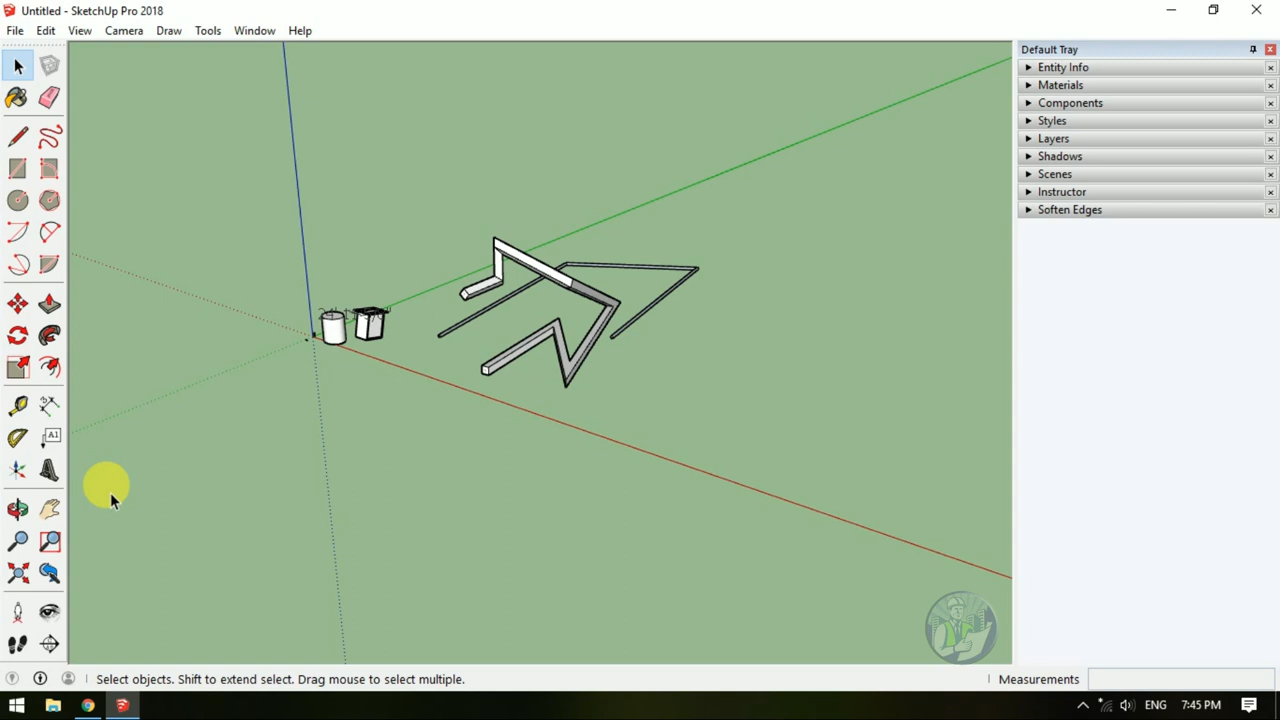 Untitled - SketchUp Pro 2018
File Edit View Camera Draw Tools Window Help
Default Tray
Entity Info
Materials
Components
Styles
Layers
Shadows
Scenes
Instructor
Soften Edges
A1
Select objects. Shift to extend select. Drag mouse to select multiple.
Measurements
ENG
7:45 PM